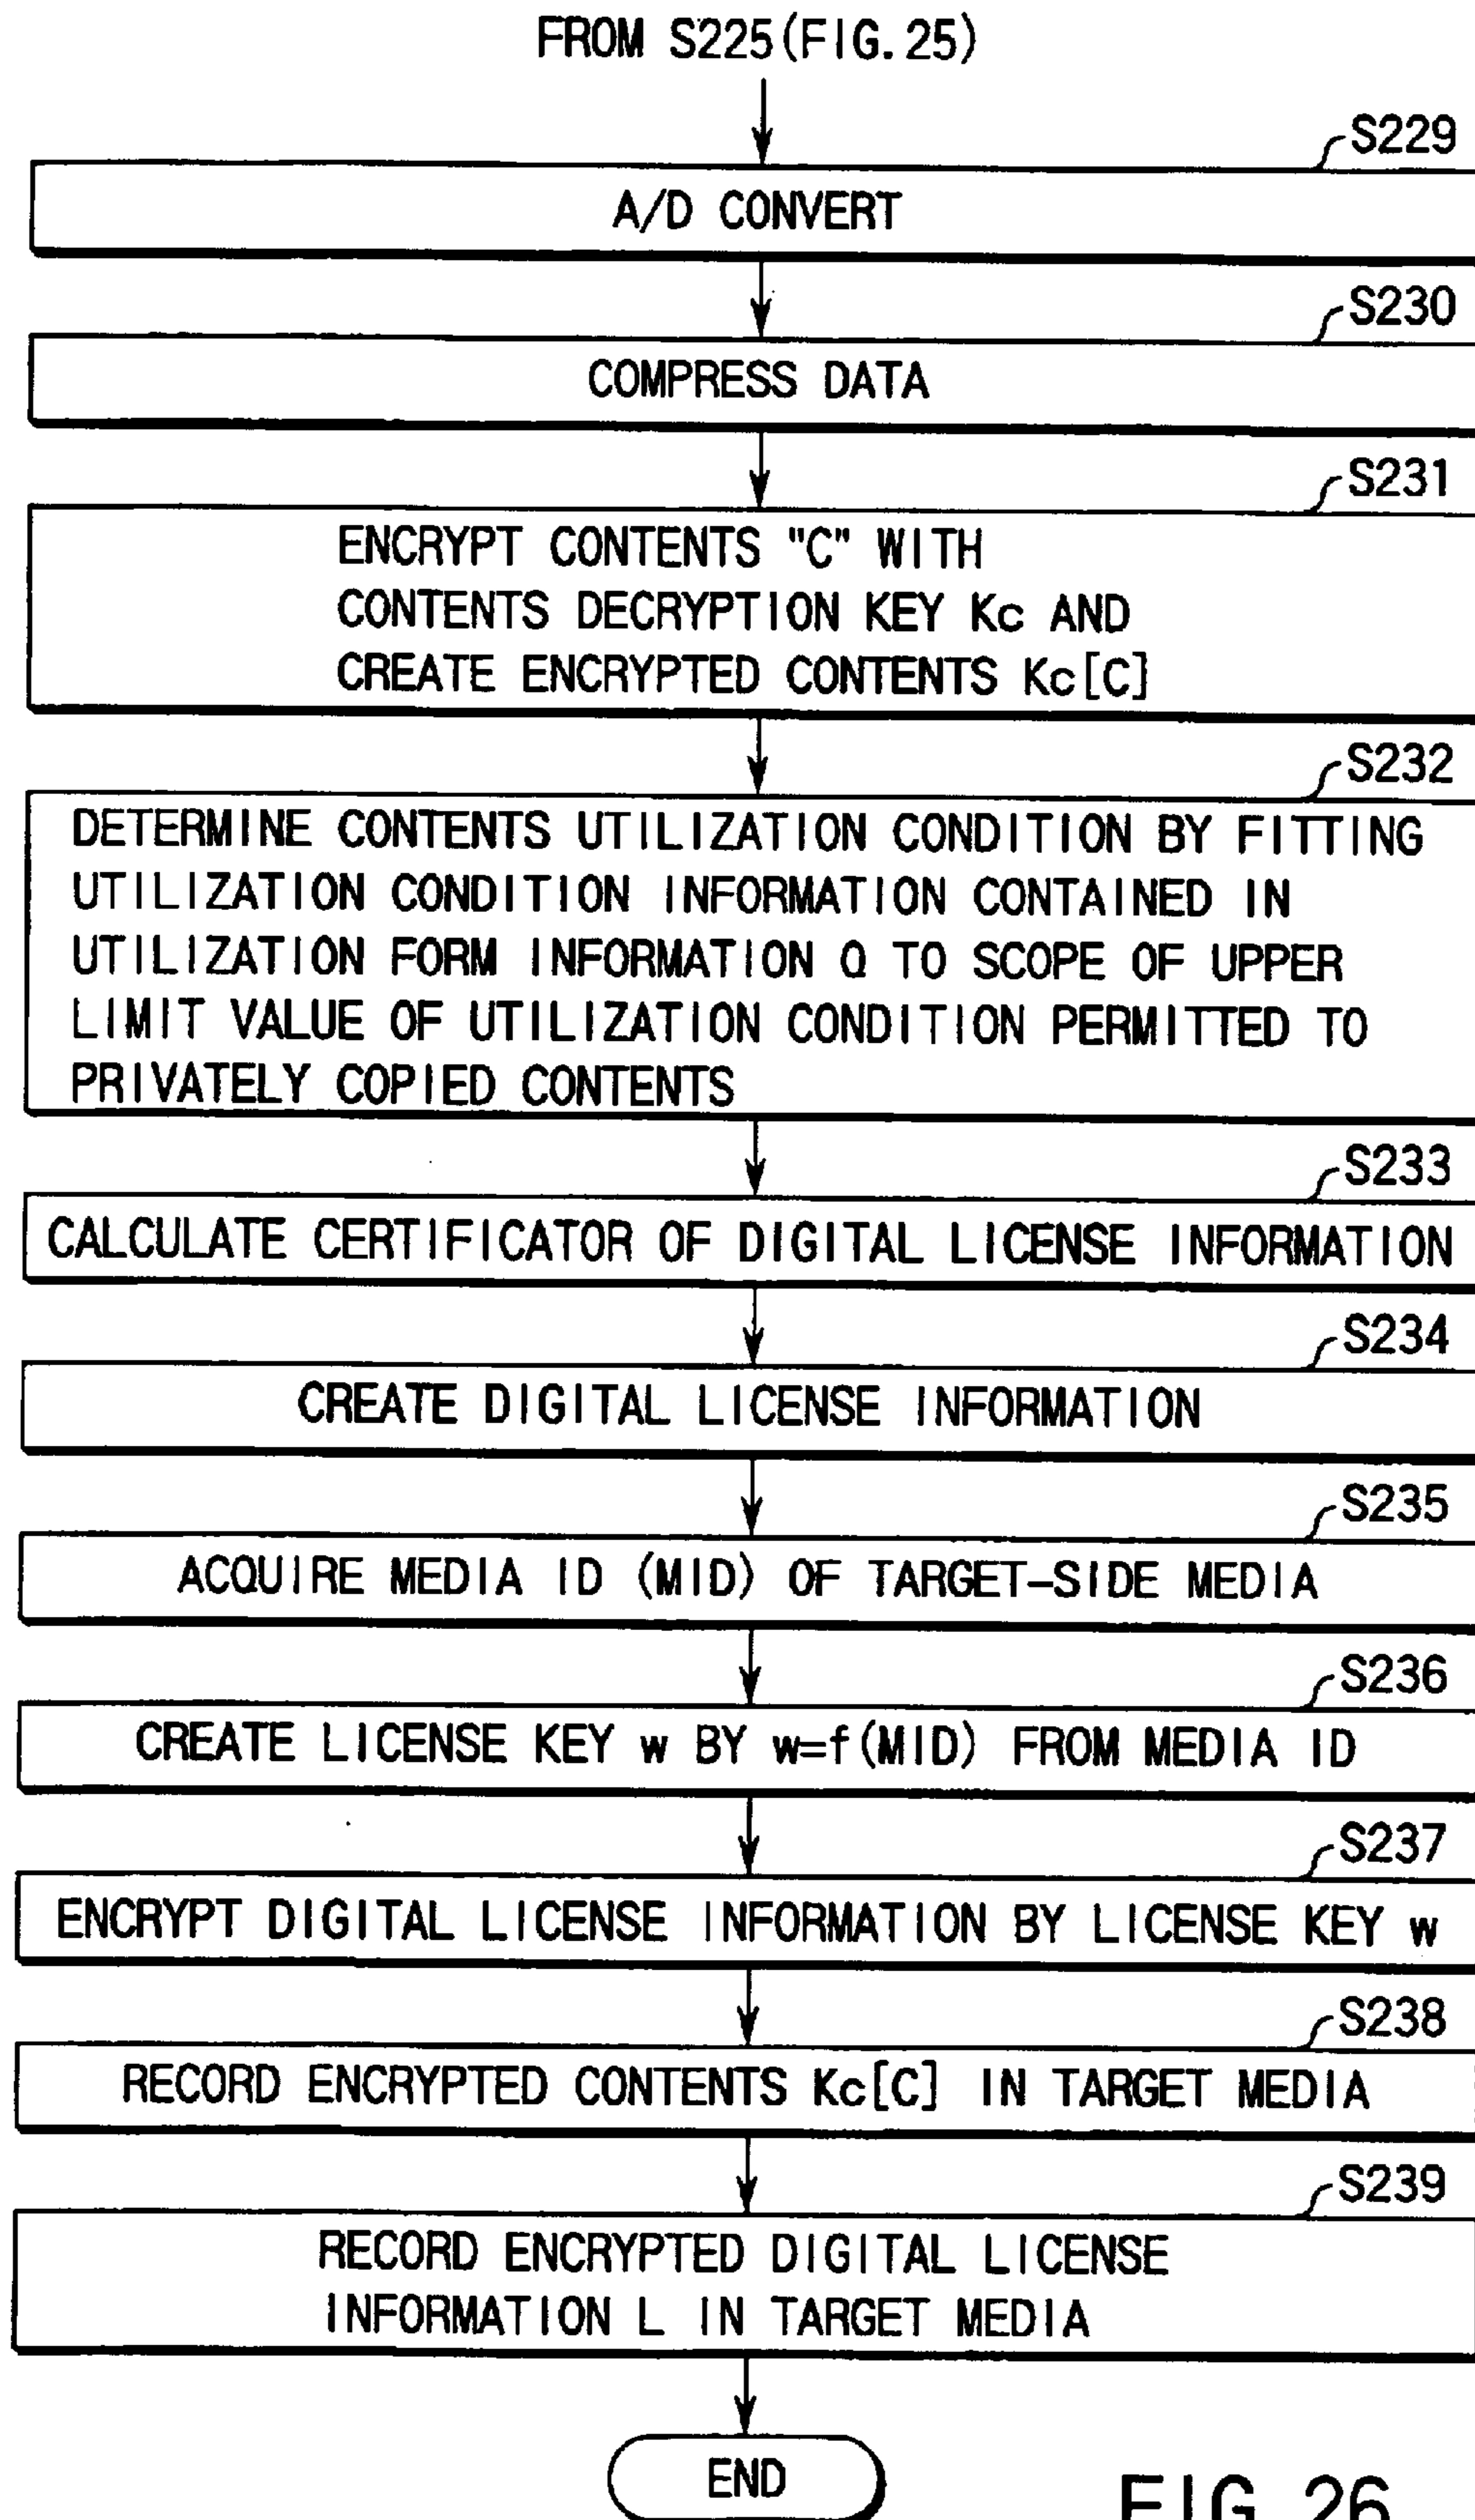 FROM S225(FIG. 25)
S229
A/D CONVERT
S230
COMPRESS DATA
S231
ENCRYPT CONTENTS "C" WITH
CONTENTS DECRYPTION KEY Kc AND
CREATE ENCRYPTED CONTENTS Kc[C]
S232
DETERMINE CONTENTS UTILIZATION CONDITION BY FITTING
UTILIZATION CONDITION INFORMATION CONTAINED IN
UTILIZATION FORM INFORMATION Q TO SCOPE OF UPPER
LIMIT VALUE OF UTILIZATION CONDITION PERMITTED TO
PRIVATELY COPIED CONTENTS
S233
CALCULATE CERTIFICATOR OF DIGITAL LICENSE INFORMATION
S234
CREATE DIGITAL LICENSE INFORMATION
S235
ACQUIRE MEDIA ID (MID) OF TARGET-SIDE MEDIA
S236
CREATE LICENSE KEY w BY w=f(MID) FROM MEDIA ID
S237
ENCRYPT DIGITAL LICENSE INFORMATION BY LICENSE KEY w
S238
RECORD ENCRYPTED CONTENTS Kc[C] IN TARGET MEDIA
S239
RECORD ENCRYPTED DIGITAL LICENSE
INFORMATION L IN TARGET MEDIA
END
FIG. 26